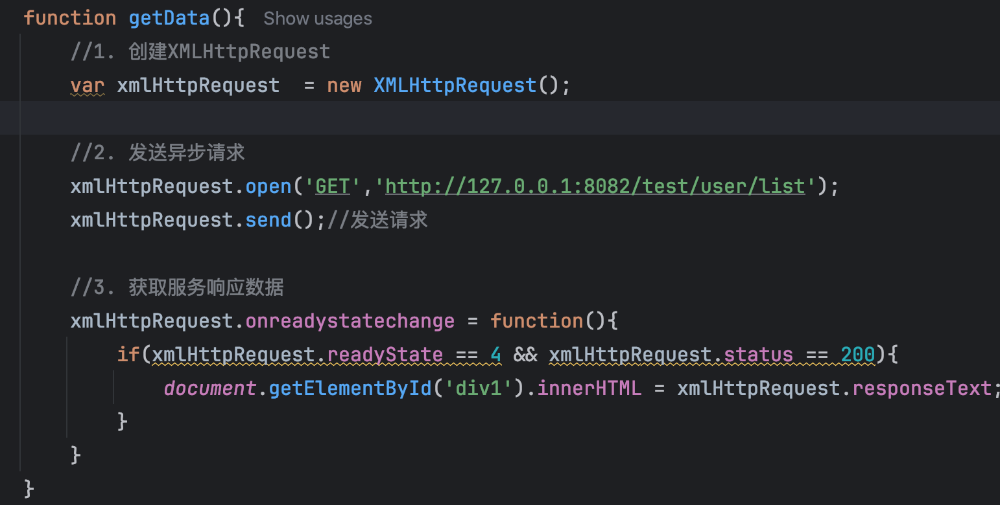 function getData(){ Show usages
//1. 创建XMLHttpRequest
var xmlHttpRequest  = new XMLHttpRequest();
//2. 发送异步请求
xmlHttpRequest.open('GET','http://127.0.0.1:8082/test/user/list');
xmlHttpRequest.send();//发送请求
//3. 获取服务响应数据
xmlHttpRequest.onreadystatechange = function(){
if(xmlHttpRequest.readyState == 4 && xmlHttpRequest.status == 200){
document.getElementById('div1').innerHTML = xmlHttpRequest.responseText;
}
}
}